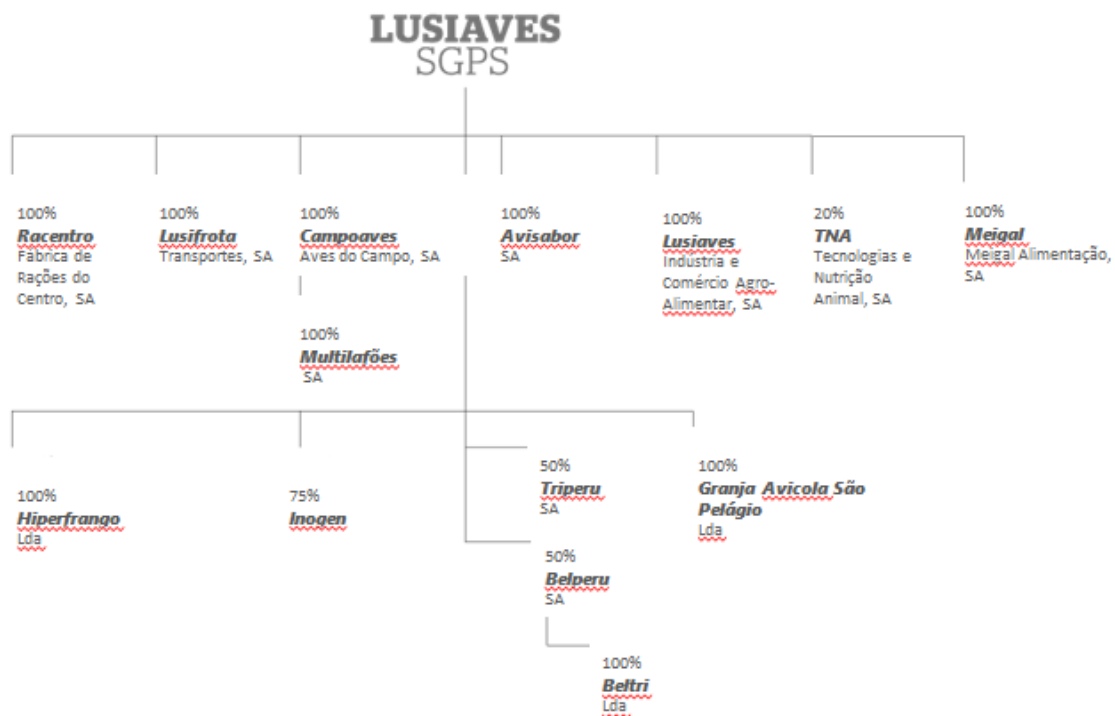 LUSIAVES
SGPS
100%
Racentro
Fábrica de
Rações do
Centro, SA
100%
Lusifrota
Transportes, SA
100%
Campoaves
Aves do Campo, SA
100%
Avisabor
SA
100%
Lusiaves
Indústria e
Comércio Agro-
Alimentar, SA
20%
TNA
Tecnologias e
Nutrição
Animal, SA
100%
Meigal
Meigal Alimentação,
SA
100%
Multilafões
SA
100%
Hiperfrango
Lda
75%
Inogen
50%
Triperu
SA
100%
Granja Avicola São
Pelágio
Lda
50%
Belperu
SA
100%
Beltri
Lda